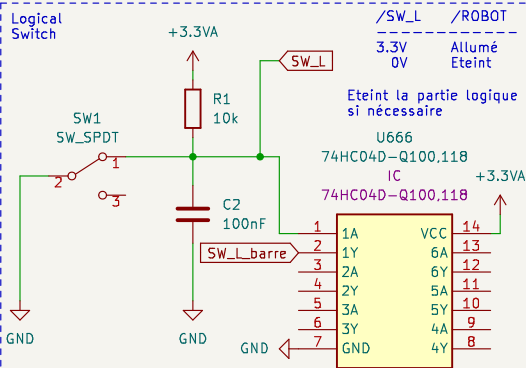 Logical
Switch
/SW_L /ROBOT
3.3V Allumé
0V Eteint
Eteint la partie logique
si nécessaire
+3.3VA
SW_L
R1
10k
SW1
SW_SPDT
1
2
3
C2
100nF
GND
GND
U666
74HC04D-Q100,118
IC
74HC04D-Q100,118
+3.3VA
SW_L_barre
1 1A VCC 14
2 1Y 6A 13
3 2A 6Y 12
4 2Y 5A 11
5 3A 5Y 10
6 3Y 4A 9
7 GND 4Y 8
GND